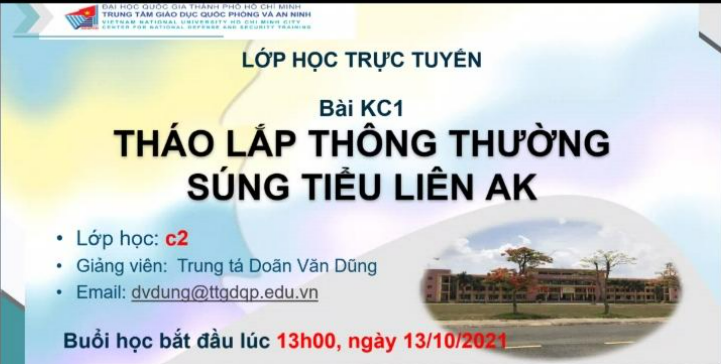 ĐẠI HỌC QUỐC GIA THÀNH PHỐ HỒ CHÍ MINH
TRUNG TÂM GIÁO DỤC QUỐC PHÒNG VÀ AN NINH
VIETNAM NATIONAL UNIVERSITY HO CHI MINH CITY
CENTER FOR NATIONAL DEFENSE AND SECURITY TRAINING
LỚP HỌC TRỰC TUYẾN
Bài KC1
THÁO LẮP THÔNG THƯỜNG
SÚNG TIỂU LIÊN AK
• Lớp học: c2
• Giảng viên: Trung tá Doãn Văn Dũng
• Email: dvdung@ttgdqp.edu.vn
Buổi học bắt đầu lúc 13h00, ngày 13/10/2021